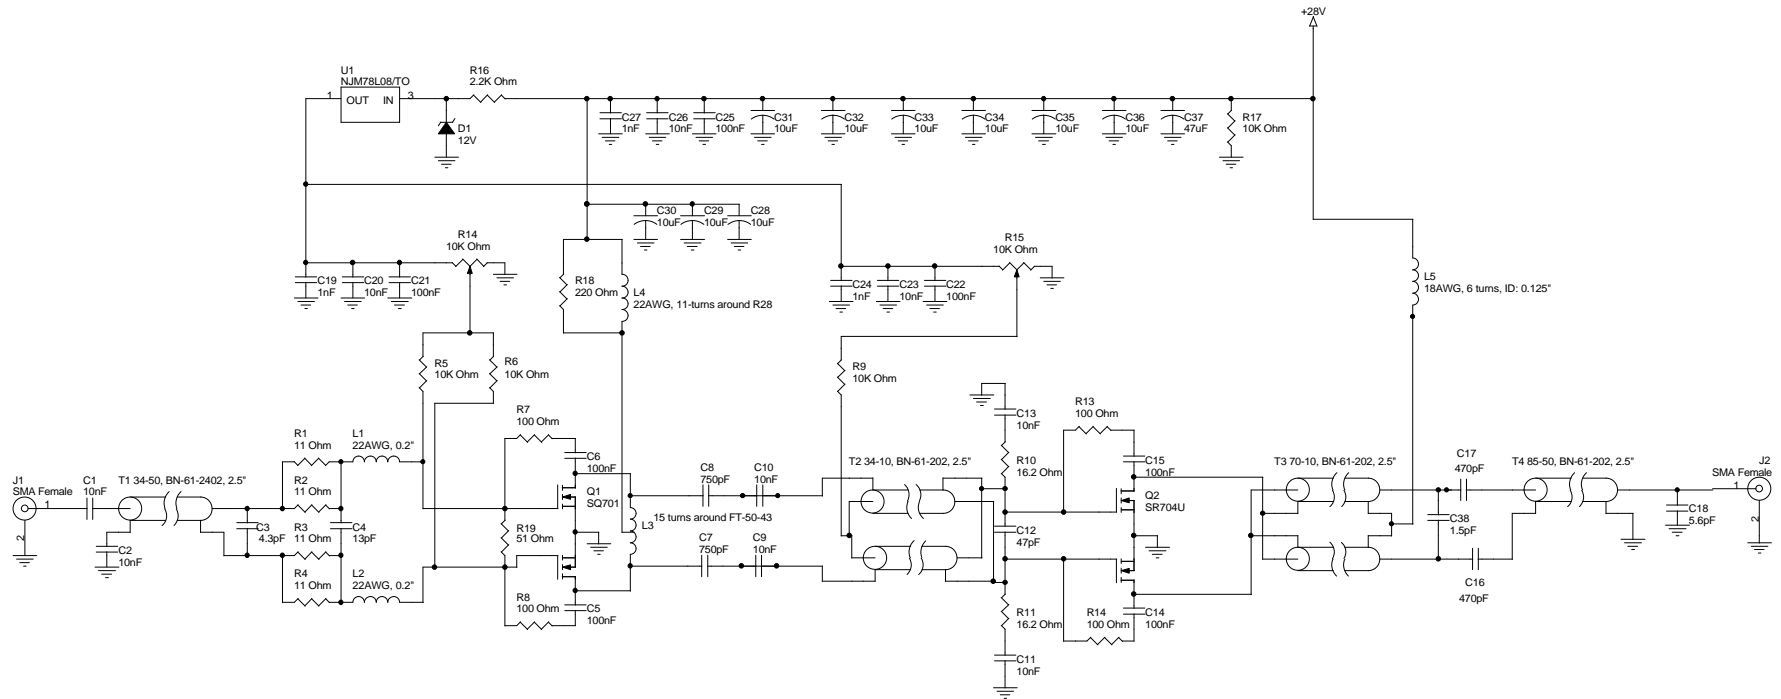 +28V
U1
NJM78L08/TO
1 OUT IN 3
R16
2.2K Ohm
D1
12V
C27
1nF
C26
10nF
C25
100nF
C31
10uF
C32
10uF
C33
10uF
C34
10uF
C35
10uF
C36
10uF
C37
47uF
R17
10K Ohm
C30
10uF
C29
10uF
C28
10uF
R14
10K Ohm
R15
10K Ohm
C19
1nF
C20
10nF
C21
100nF
R18
220 Ohm
L4
22AWG, 11-turns around R28
C24
1nF
C23
10nF
C22
100nF
L5
18AWG, 6 turns, ID: 0.125"
R5
10K Ohm
R6
10K Ohm
R9
10K Ohm
R7
100 Ohm
C6
100nF
R13
100 Ohm
C13
10nF
R1
11 Ohm
L1
22AWG, 0.2"
R10
16.2 Ohm
C15
100nF
J1
SMA Female
1
2
C1
10nF
T1 34-50, BN-61-2402, 2.5"
R2
11 Ohm
C8
750pF
C10
10nF
T2 34-10, BN-61-202, 2.5"
T3 70-10, BN-61-202, 2.5"
C17
470pF
T4 85-50, BN-61-202, 2.5"
J2
SMA Female
1
2
Q1
SQ701
Q2
SR704U
15 turns around FT-50-43
L3
C2
10nF
C3
4.3pF
R3
11 Ohm
C4
13pF
R19
51 Ohm
C7
750pF
C9
10nF
C12
47pF
C38
1.5pF
C18
5.6pF
R4
11 Ohm
L2
22AWG, 0.2"
C16
470pF
R8
100 Ohm
C5
100nF
R11
16.2 Ohm
R14
100 Ohm
C14
100nF
C11
10nF